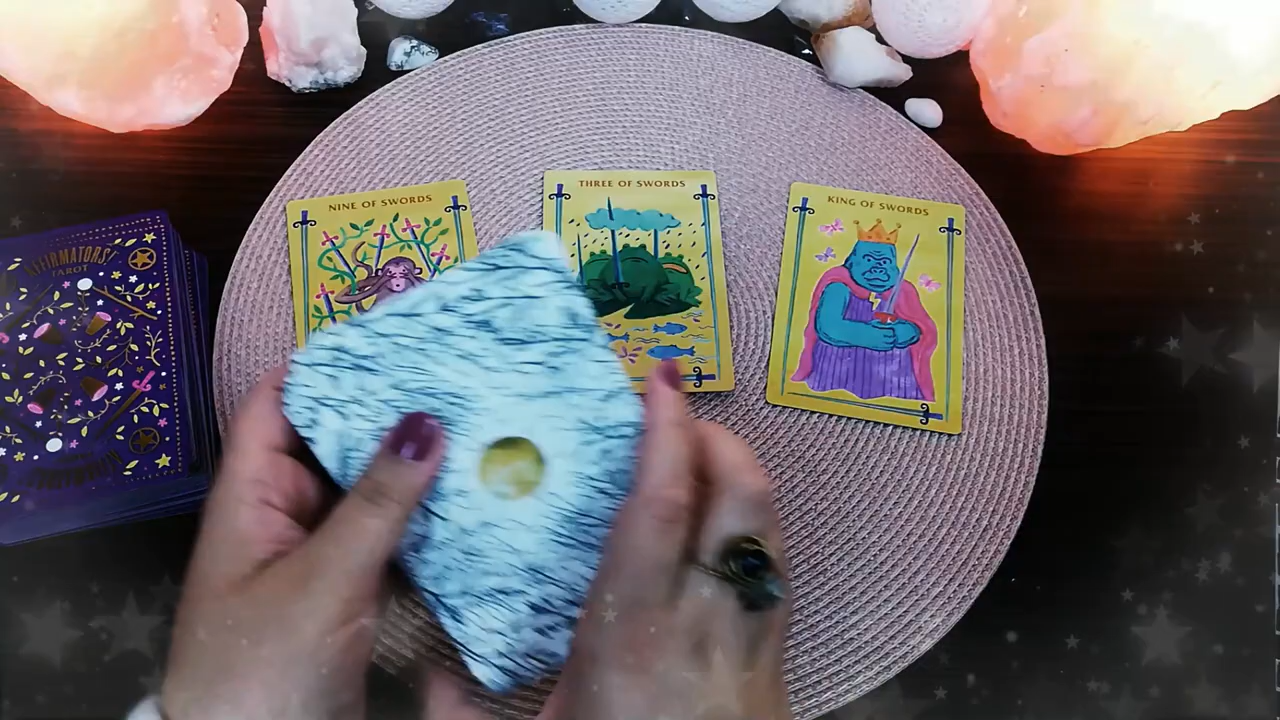 NINE OF SWORDS
THREE OF SWORDS
KING OF SWORDS
AFFIRMATORS!
TAROT